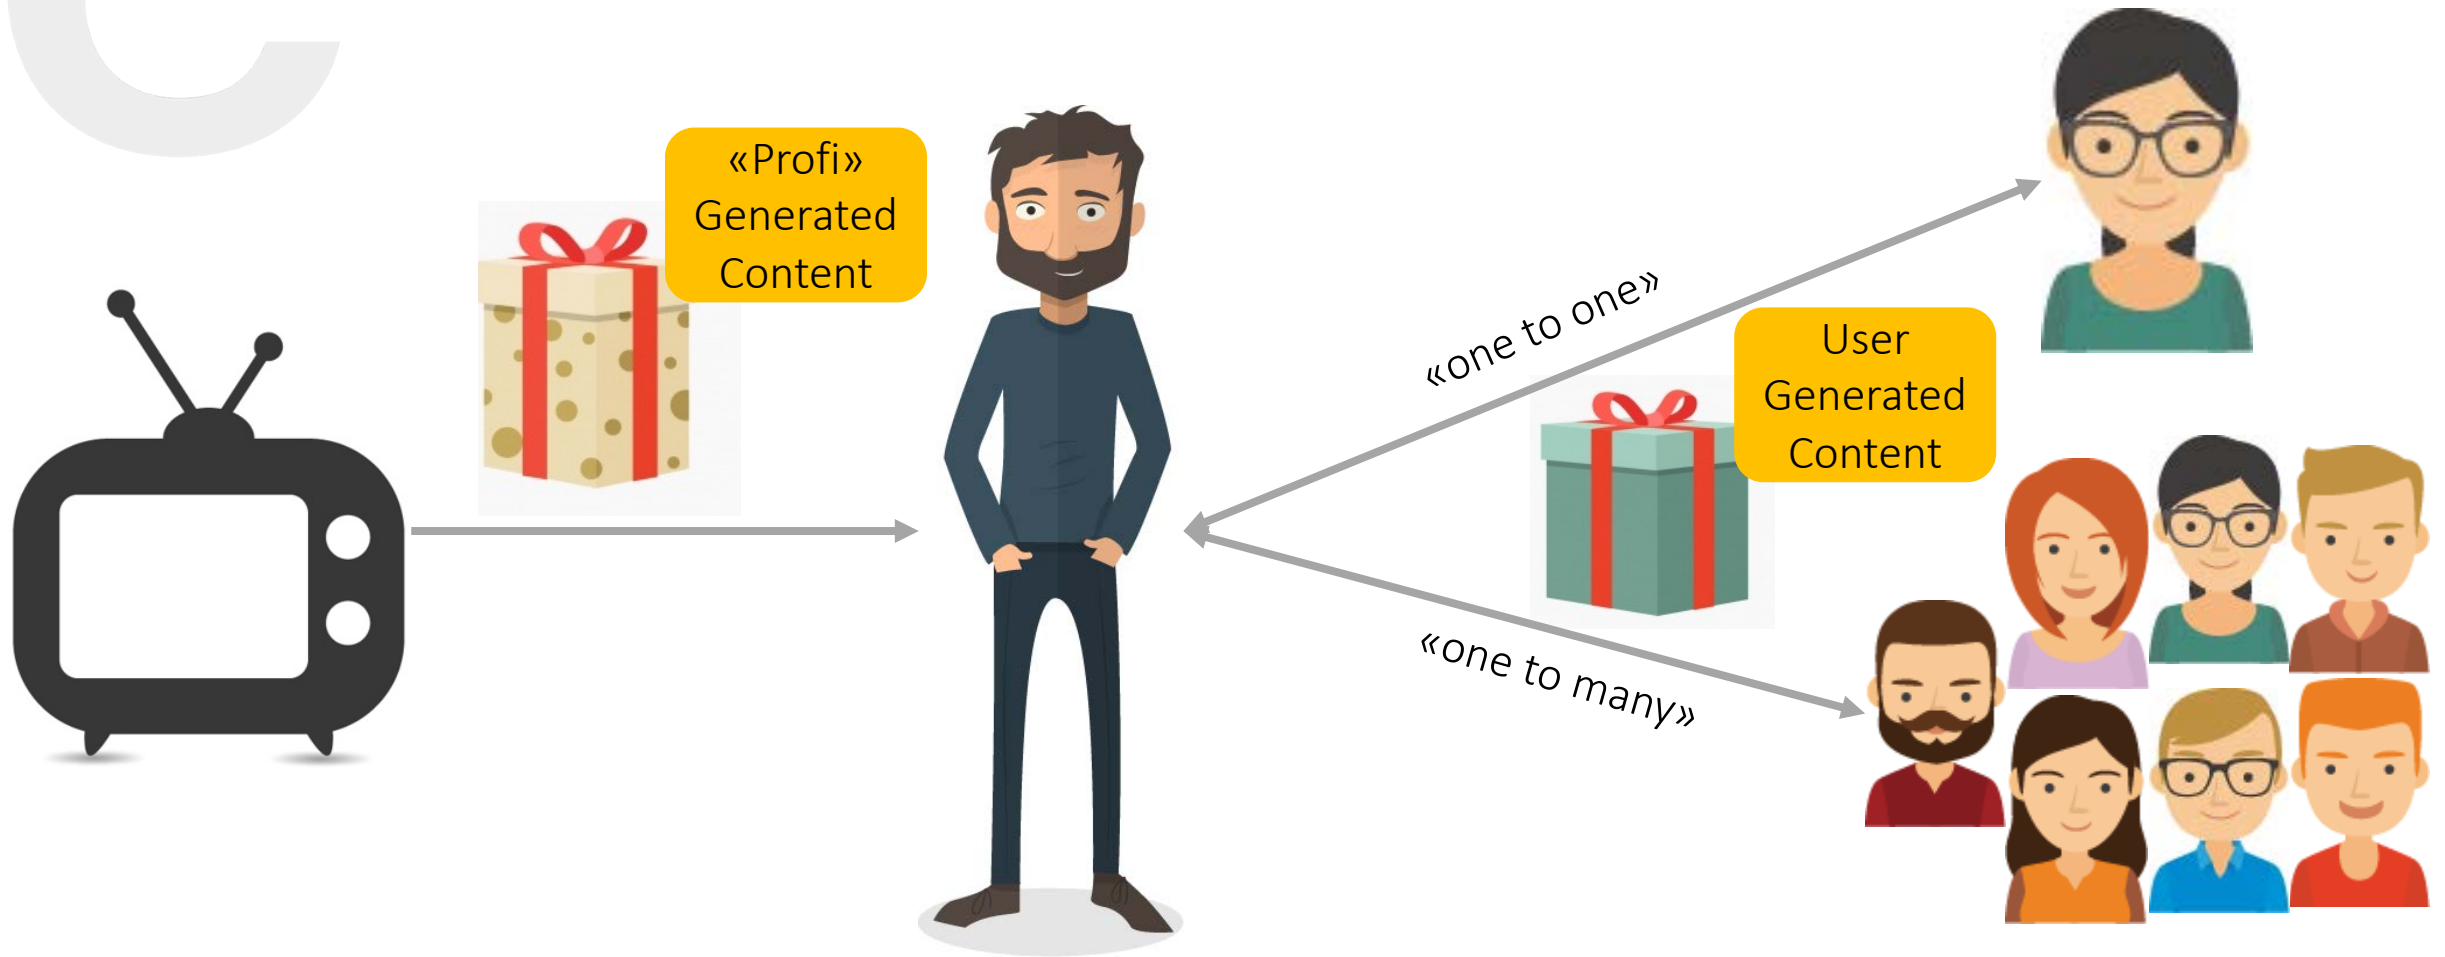 «Profi»
Generated
Content
«one to one»
User
Generated
Content
«one to many»